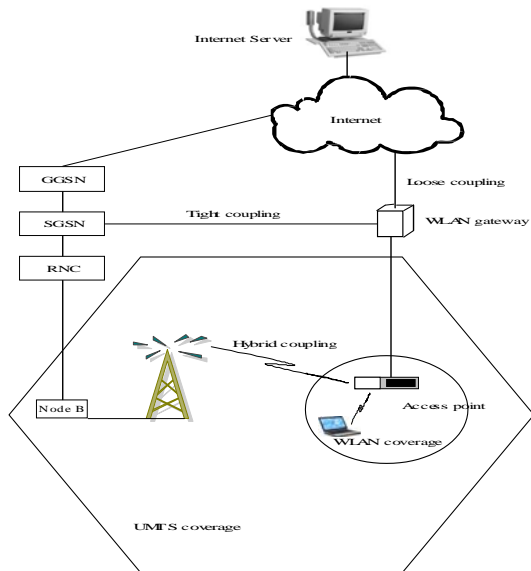 Internet Server
Internet
GGSN
Loose coupling
SGSN
Tight coupling
WLAN gateway
RNC
Hybrid coupling
Node B
Access point
WLAN coverage
UMTS coverage